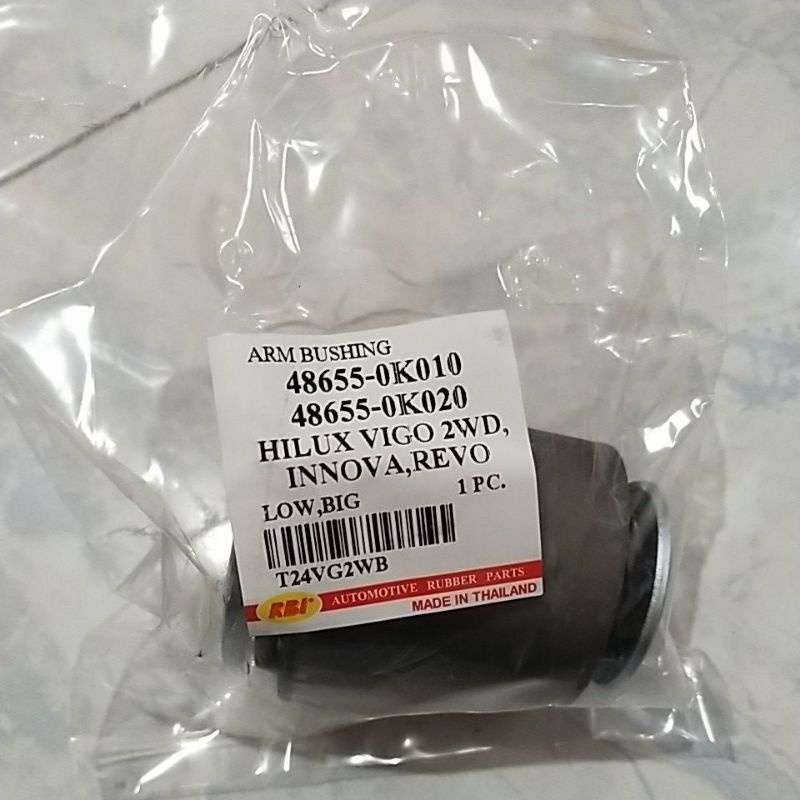 ARM BUSHING
48655-0K010
48655-0K020
HILUX VIGO 2WD,
INNOVA,REVO
LOW,BIG 1 PC.
T24VG2WB
RBI® AUTOMOTIVE RUBBER PARTS
MADE IN THAILAND